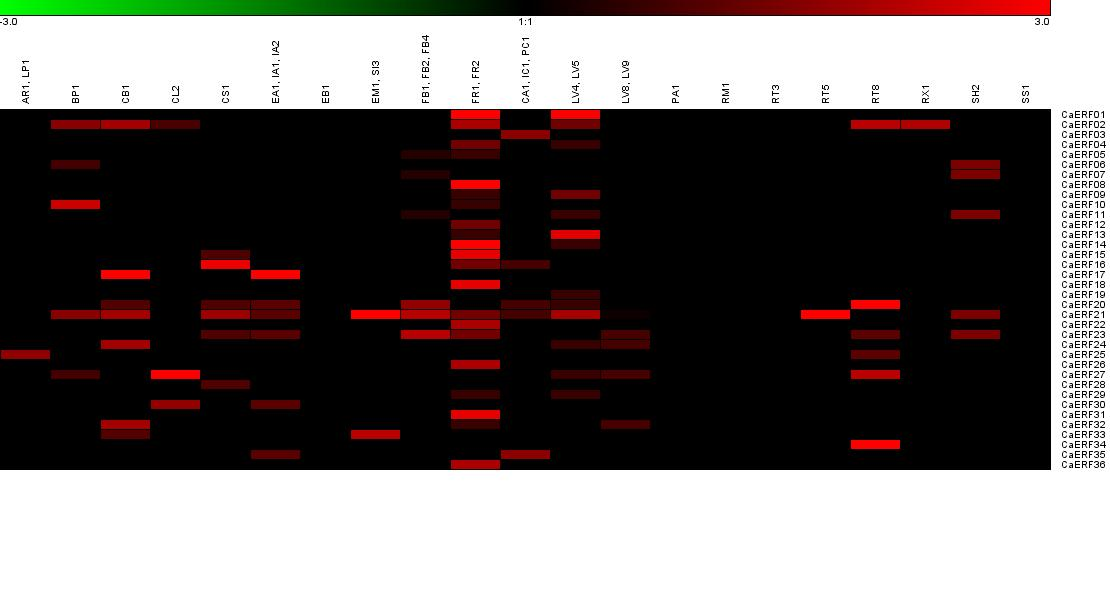 -3.0 1:1 3.0
AR1, LP1
BP1
CB1
CL2
CS1
EA1, IA1, IA2
EB1
EM1, SI3
FB1, FB2, FB4
FR1, FR2
CA1, IC1, PC1
LV4, LV5
LV8, LV9
PA1
RM1
RT3
RT5
RT8
RX1
SH2
SS1
CaERF01
CaERF02
CaERF03
CaERF04
CaERF05
CaERF06
CaERF07
CaERF08
CaERF09
CaERF10
CaERF11
CaERF12
CaERF13
CaERF14
CaERF15
CaERF16
CaERF17
CaERF18
CaERF19
CaERF20
CaERF21
CaERF22
CaERF23
CaERF24
CaERF25
CaERF26
CaERF27
CaERF28
CaERF29
CaERF30
CaERF31
CaERF32
CaERF33
CaERF34
CaERF35
CaERF36